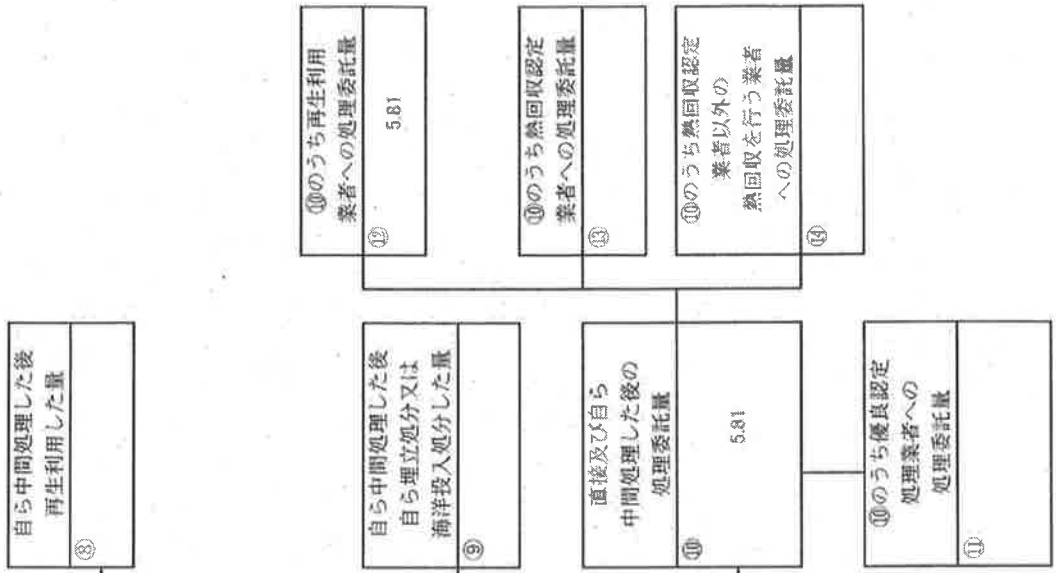 自ら中間処理した後
再生利用した量
⑧
自ら中間処理した後
自ら埋立処分又は
海洋投入処分した量
⑨
直接及び自ら
中間処理した後の
処理委託量
⑩
5.81
⑩のうち優良認定
処理業者への
処理委託量
⑪
⑩のうち再生利用
業者への処理委託量
⑫
5.81
⑩のうち熱回収認定
業者への処理委託量
⑬
⑩のうち熱回収認定
業者以外の
熱回収を行う業者
への処理委託量
⑭